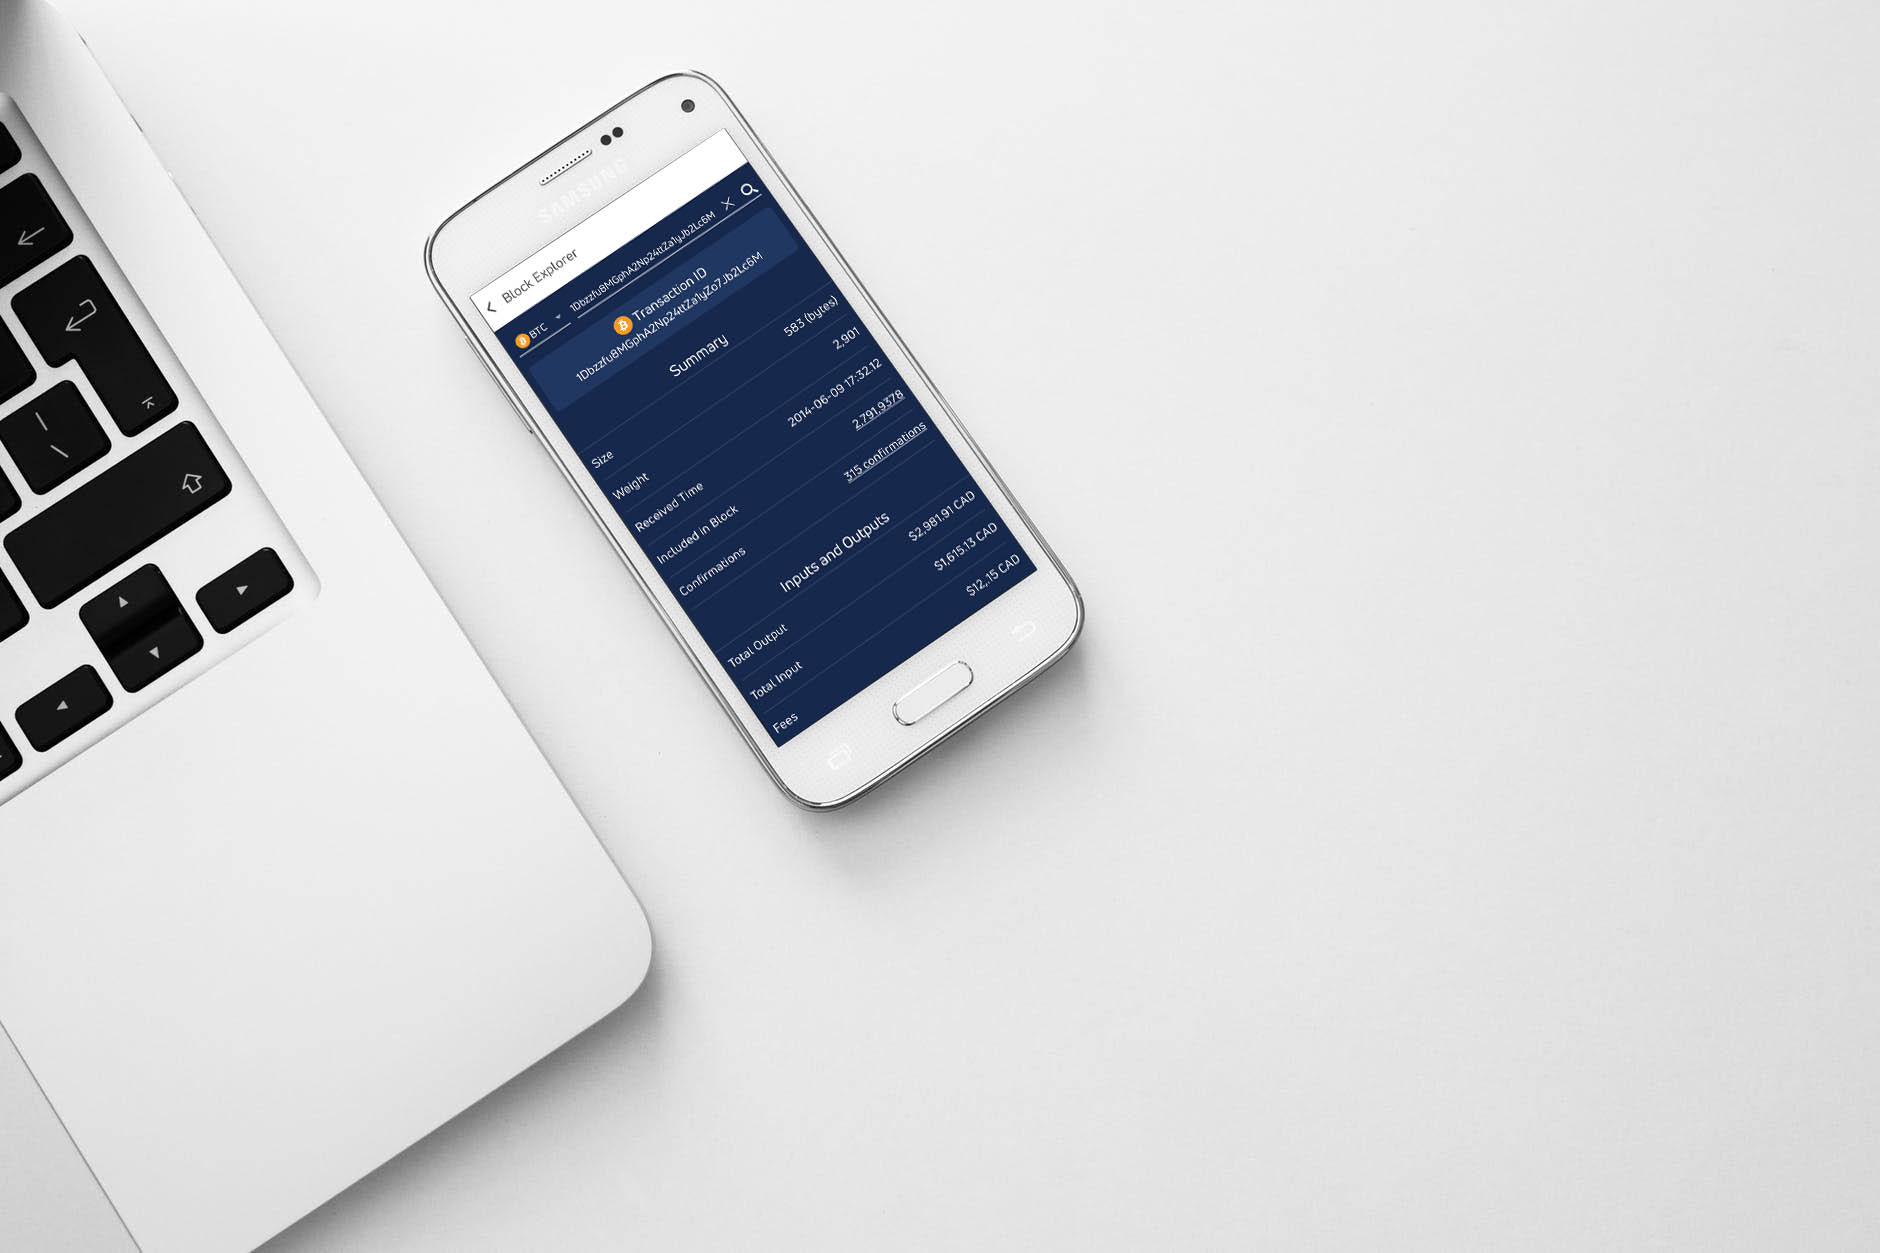 SAMSUNG
Block Explorer
BTC 1DbzzfuBMGphA2Np24ttZa1yJb2Lc6M
Transaction ID
1DbzzfuBMGphA2Np24ttZa1yZo7Jb2Lc6M
Summary
Size 583 (bytes)
Weight 2,901
Received Time 2014-06-09 17:32.12
Included in Block 2,791,9378
Confirmations 315 confirmations
Inputs and Outputs
Total Output $2,981.91 CAD
Total Input $1,615.13 CAD
Fees $12,.15 CAD